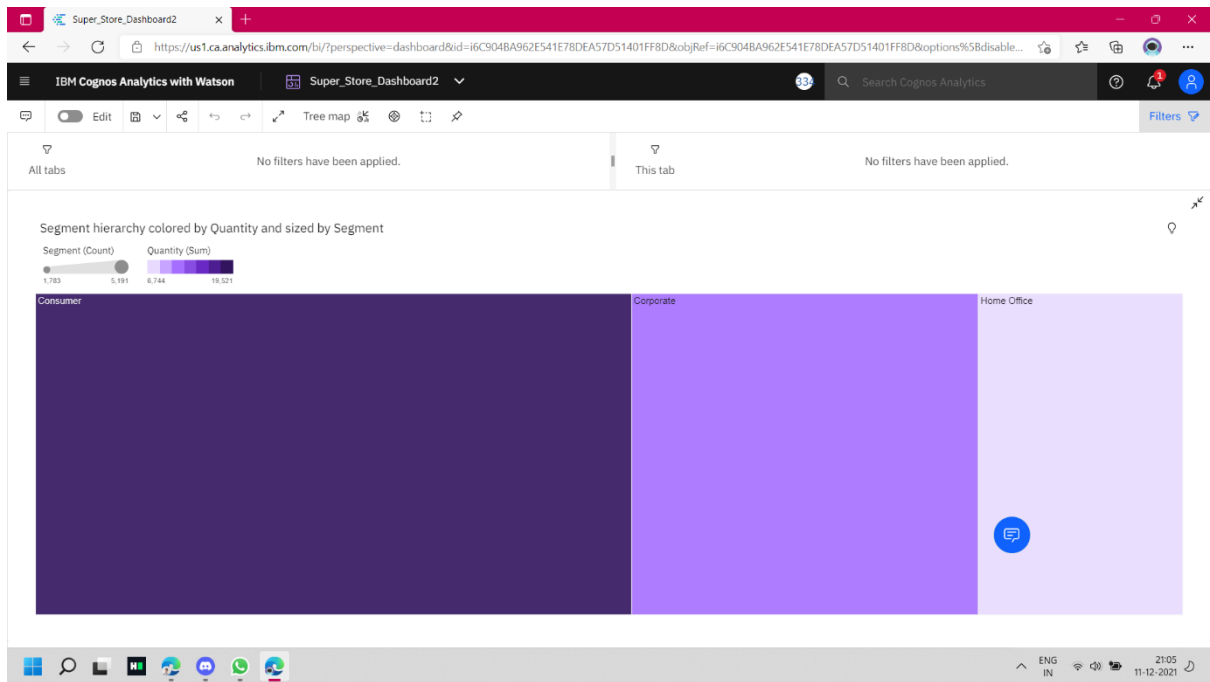 Super_Store_Dashboard2
https://us1.ca.analytics.ibm.com/bi/?perspective=dashboard&id=i6C904BA962E541E78DEA57D51401FF8D&objRef=i6C904BA962E541E78DEA57D51401FF8D&options%5Bdisable...
IBM Cognos Analytics with Watson
Super_Store_Dashboard2
334
Search Cognos Analytics
1
Edit
Tree map
Filters
All tabs
No filters have been applied.
This tab
No filters have been applied.
Segment hierarchy colored by Quantity and sized by Segment
Segment (Count)
Quantity (Sum)
1,783 5,191
6,744 19,521
Consumer
Corporate
Home Office
ENG
IN
21:05
11-12-2021